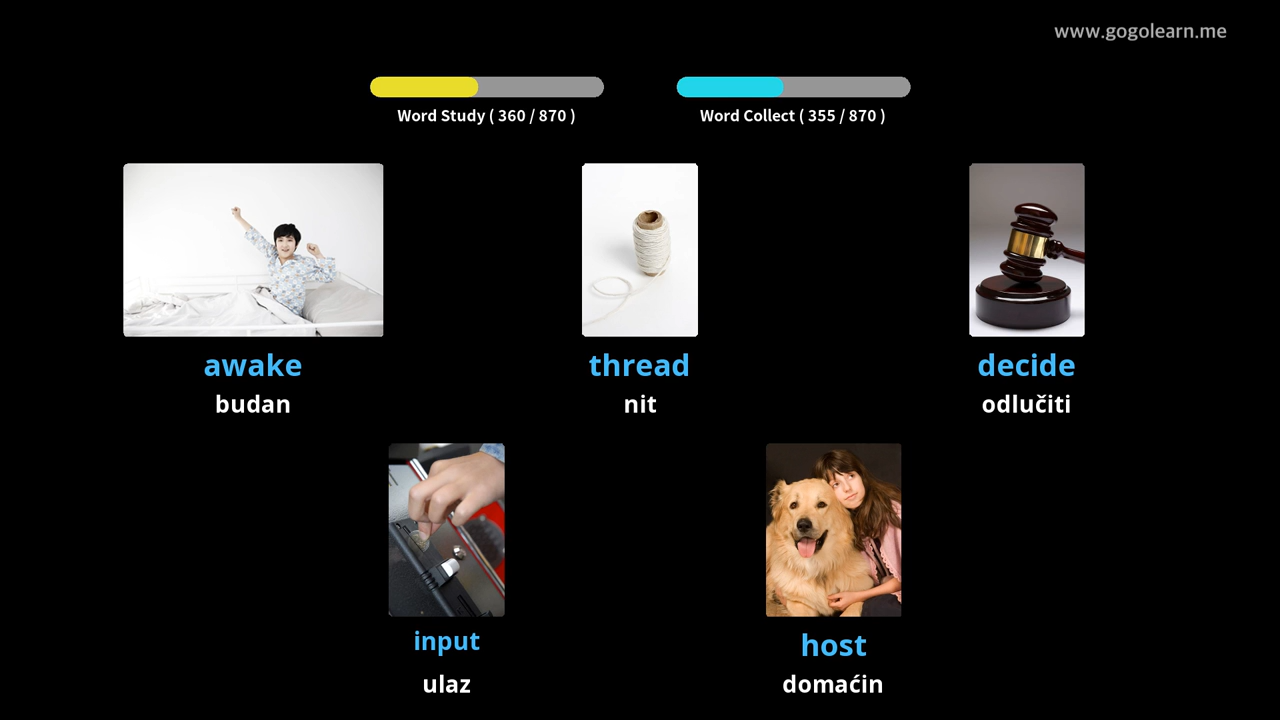 www.gogolearn.me
Word Study ( 360 / 870 )
Word Collect ( 355 / 870 )
awake
thread
decide
budan
nit
odlučiti
input
host
ulaz
domaćin